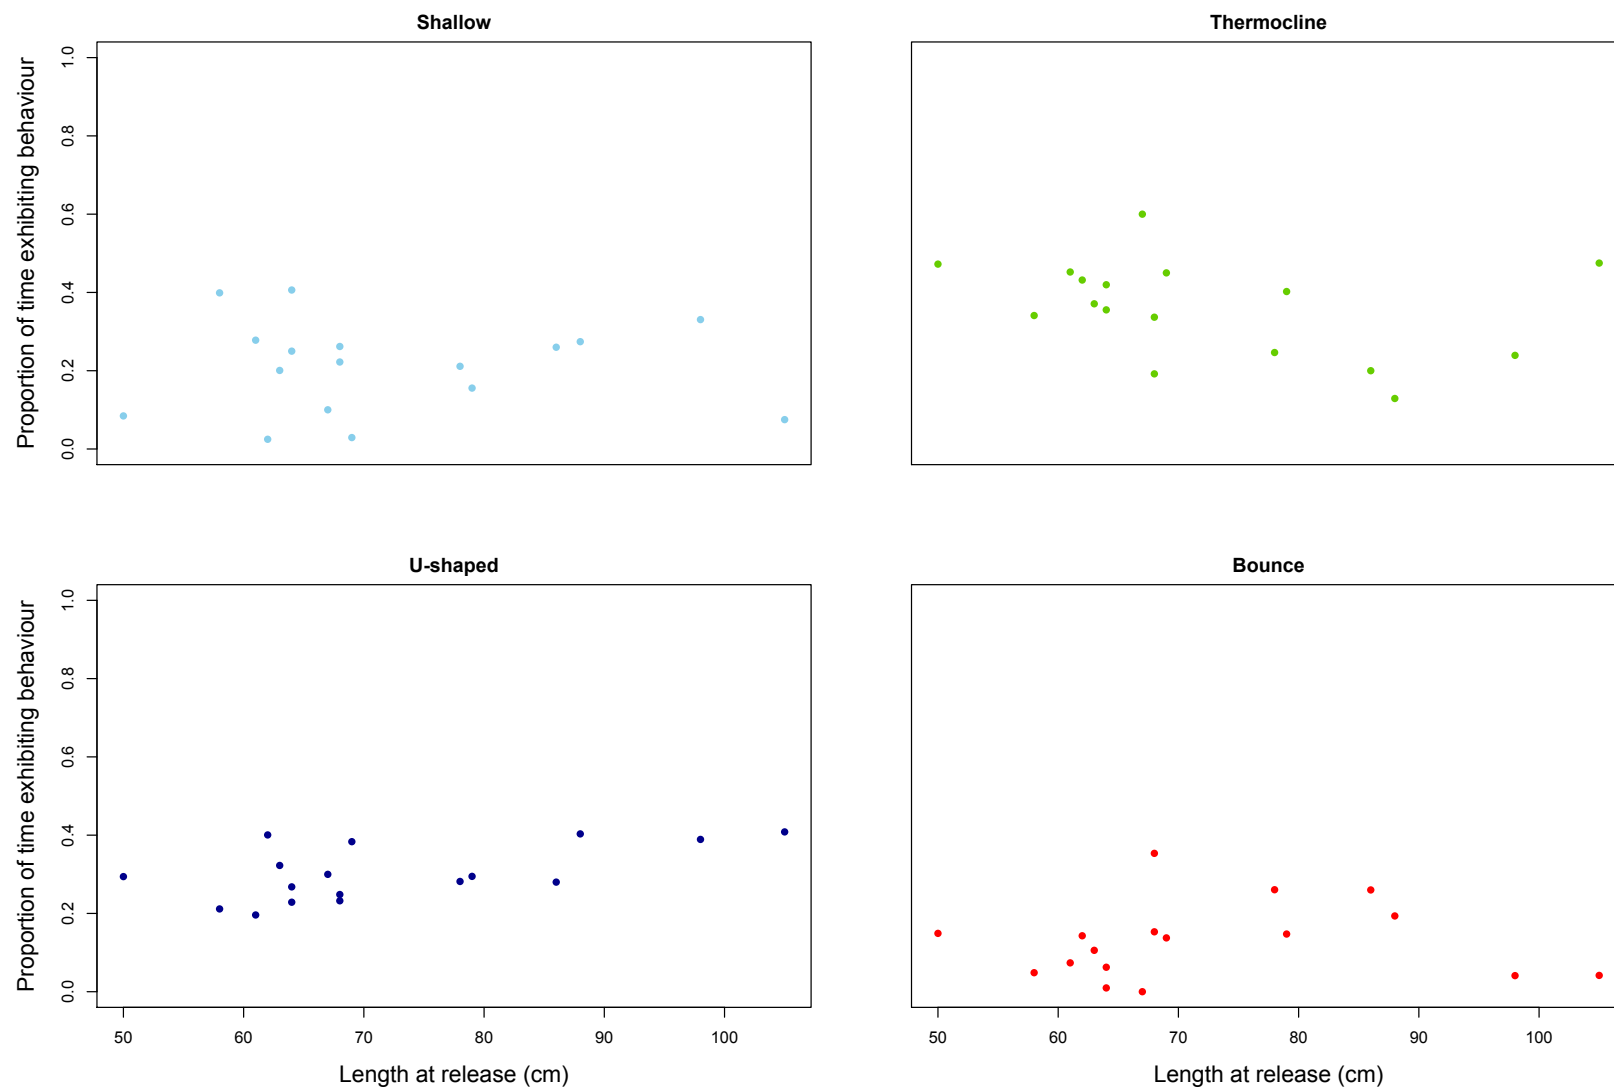 Shallow
Thermocline
Proportion of time exhibiting behaviour
1.0
0.8
0.6
0.4
0.2
0.0
U-shaped
Bounce
Proportion of time exhibiting behaviour
1.0
0.8
0.6
0.4
0.2
0.0
50 60 70 80 90 100
50 60 70 80 90 100
Length at release (cm)
Length at release (cm)